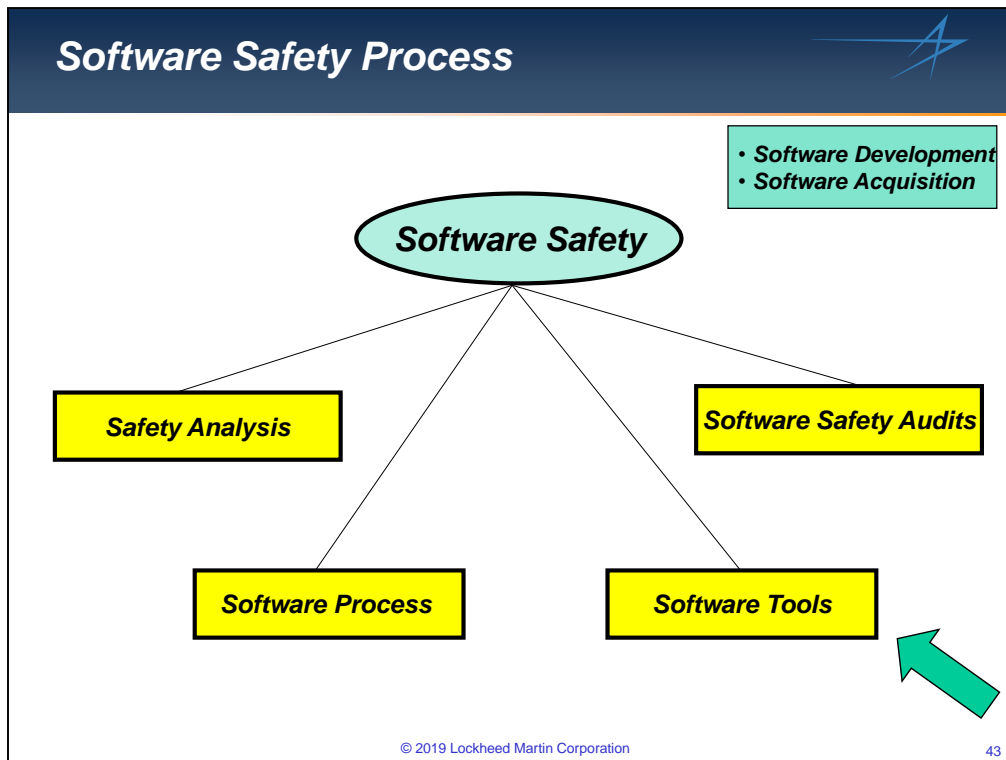 Software Safety Process
• Software Development
• Software Acquisition
Software Safety
Safety Analysis
Software Safety Audits
Software Process
Software Tools
© 2019 Lockheed Martin Corporation
43